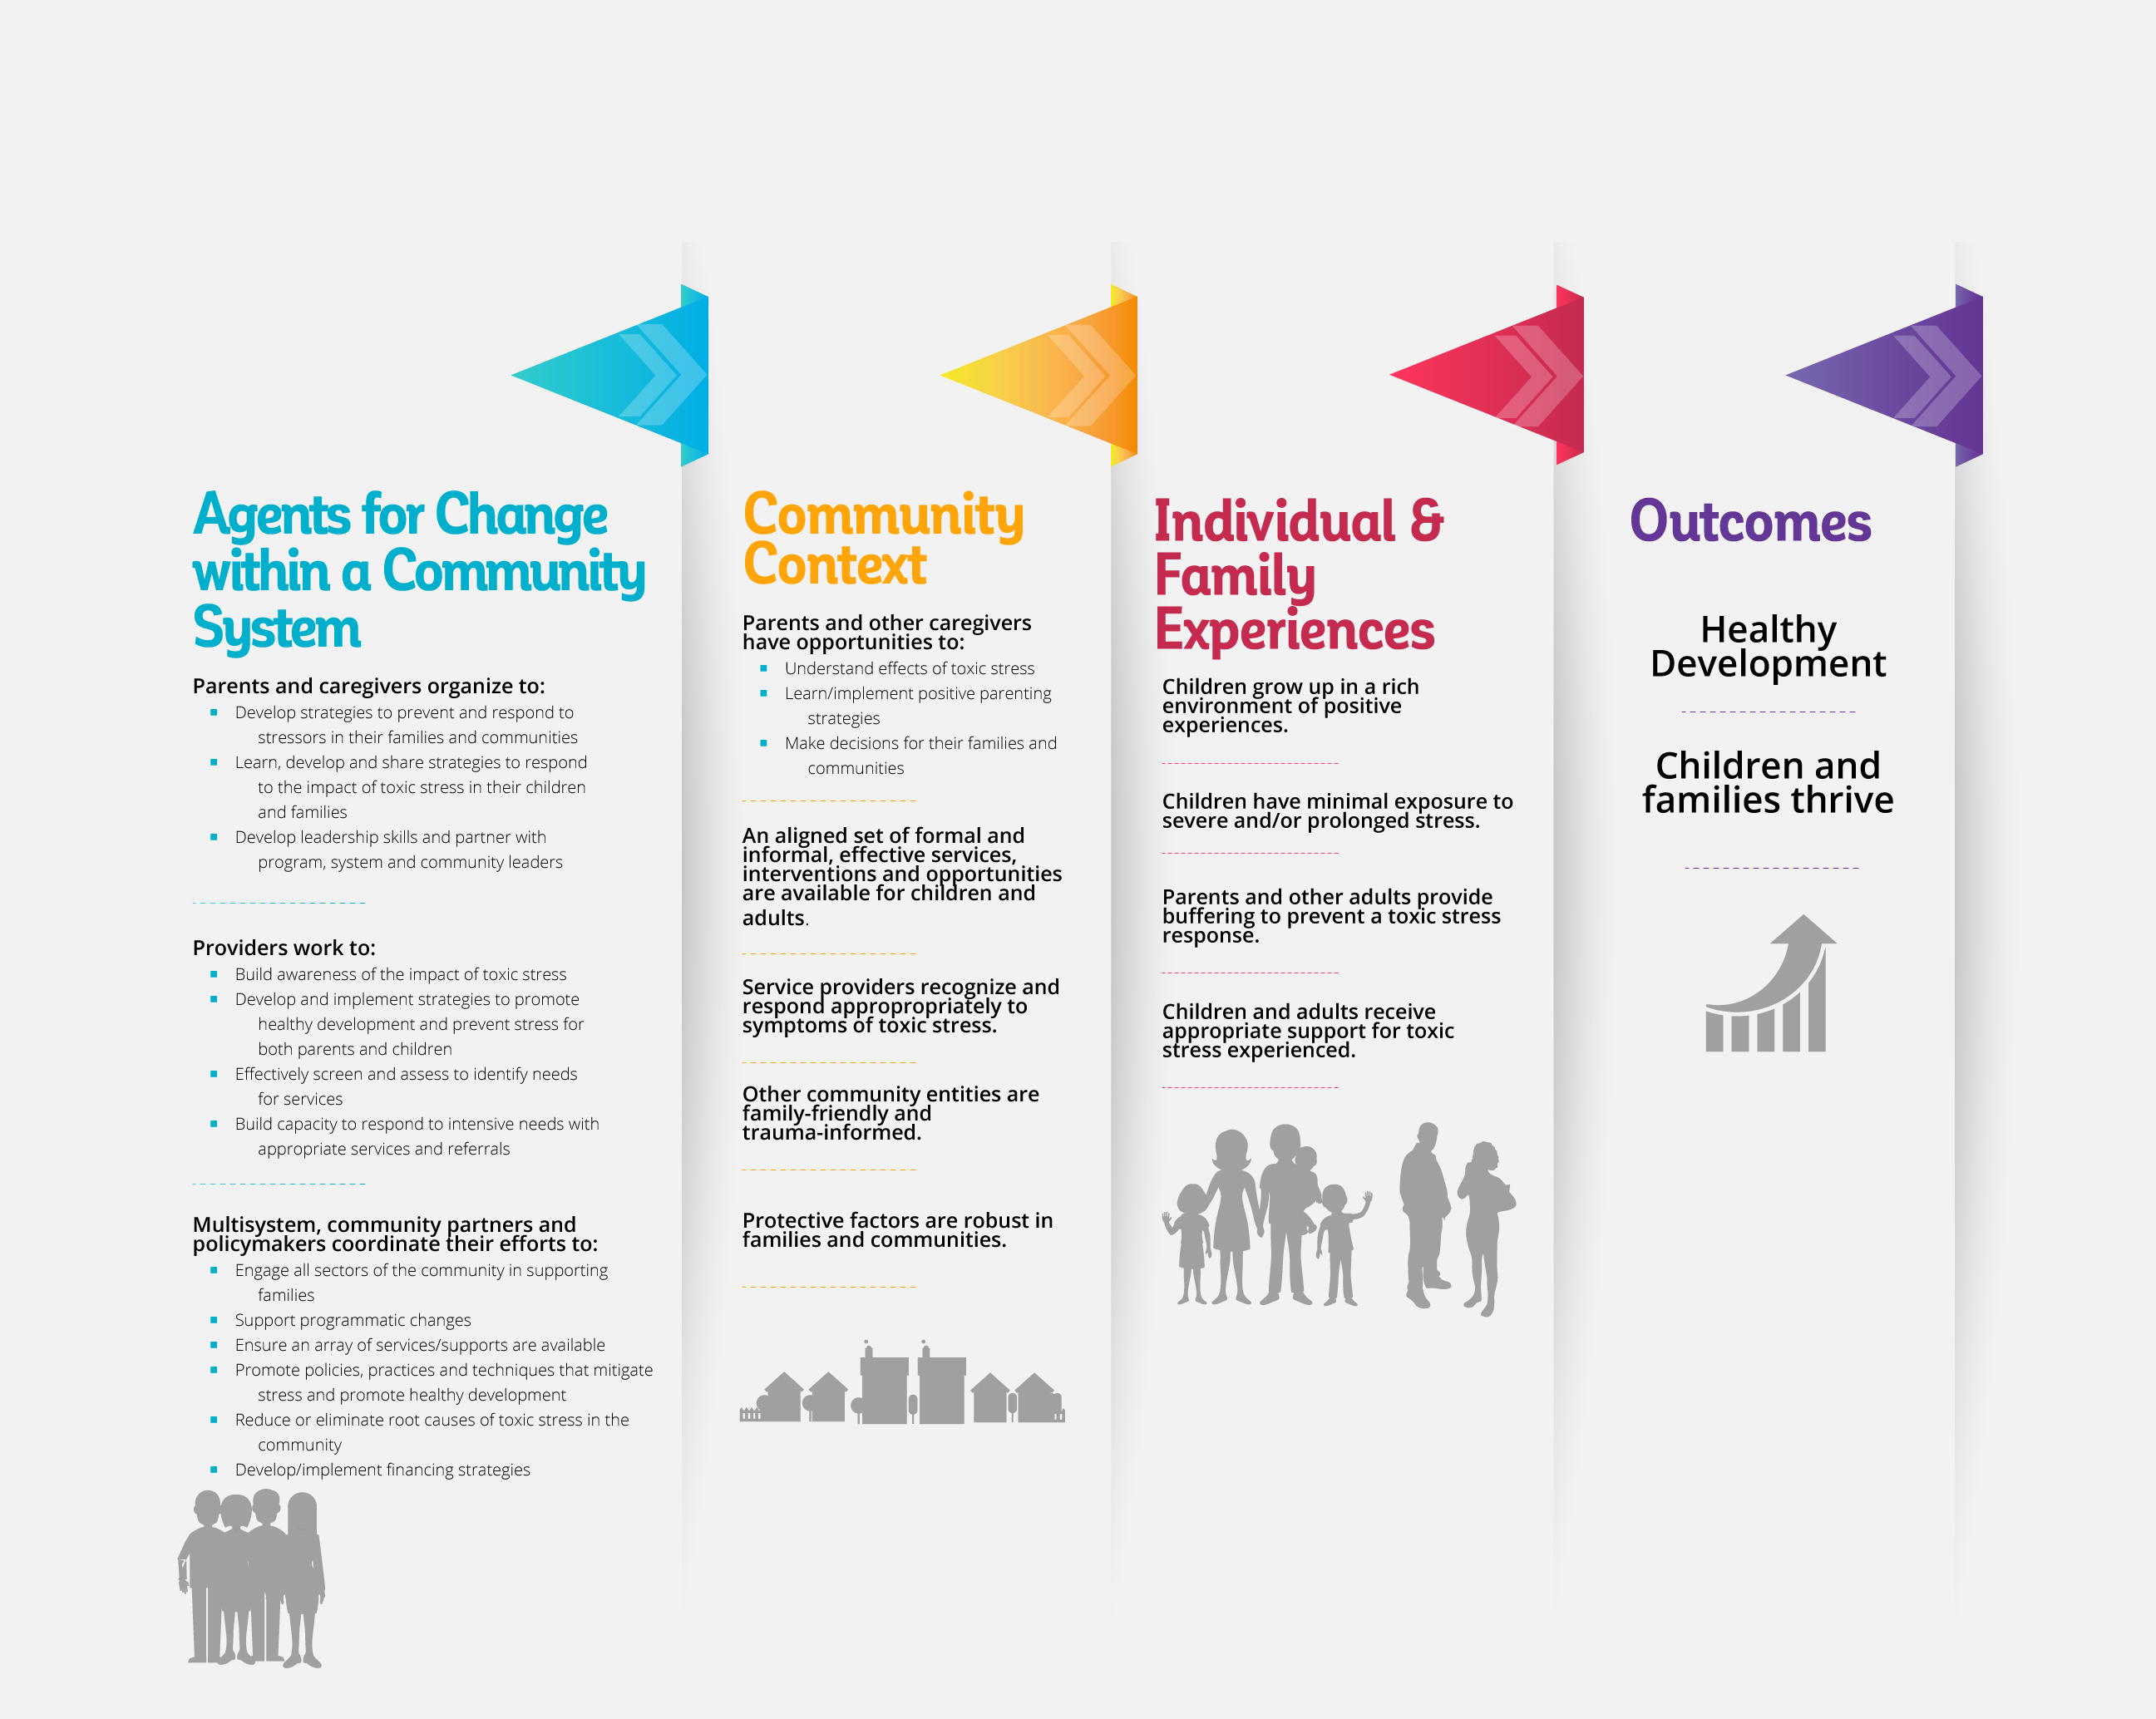 Agents for Change
within a Community
System
Parents and caregivers organize to:
Develop strategies to prevent and respond to
stressors in their families and communities
Learn, develop and share strategies to respond
to the impact of toxic stress in their children
and families
Develop leadership skills and partner with
program, system and community leaders
Providers work to:
Build awareness of the impact of toxic stress
Develop and implement strategies to promote
healthy development and prevent stress for
both parents and children
Effectively screen and assess to identify needs
for services
Build capacity to respond to intensive needs with
appropriate services and referrals
Multisystem, community partners and
policymakers coordinate their efforts to:
Engage all sectors of the community in supporting
families
Support programmatic changes
Ensure an array of services/supports are available
Promote policies, practices and techniques that mitigate
stress and promote healthy development
Reduce or eliminate root causes of toxic stress in the
community
Develop/implement financing strategies
Community
Context
Parents and other caregivers
have opportunities to:
Understand effects of toxic stress
Learn/implement positive parenting
strategies
Make decisions for their families and
communities
An aligned set of formal and
informal, effective services,
interventions and opportunities
are available for children and
adults.
Service providers recognize and
respond appropropriately to
symptoms of toxic stress.
Other community entities are
family-friendly and
trauma-informed.
Protective factors are robust in
families and communities.
Individual &
Family
Experiences
Children grow up in a rich
environment of positive
experiences.
Children have minimal exposure to
severe and/or prolonged stress.
Parents and other adults provide
buffering to prevent a toxic stress
response.
Children and adults receive
appropriate support for toxic
stress experienced.
Outcomes
Healthy
Development
Children and
families thrive